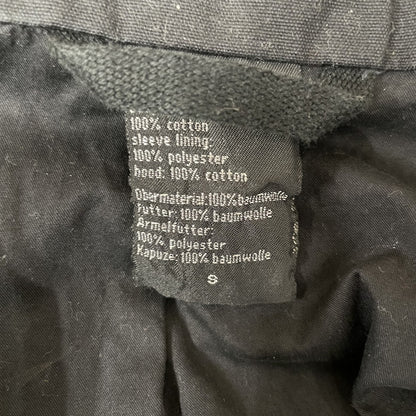 100% cotton
sleeve lining:
100% polyester
hood: 100% cotton
Obermaterial:100%baumwolle
Futter: 100% baumwolle
Ärmelfutter:
100% polyester
Kapuze:100% baumwolle
S